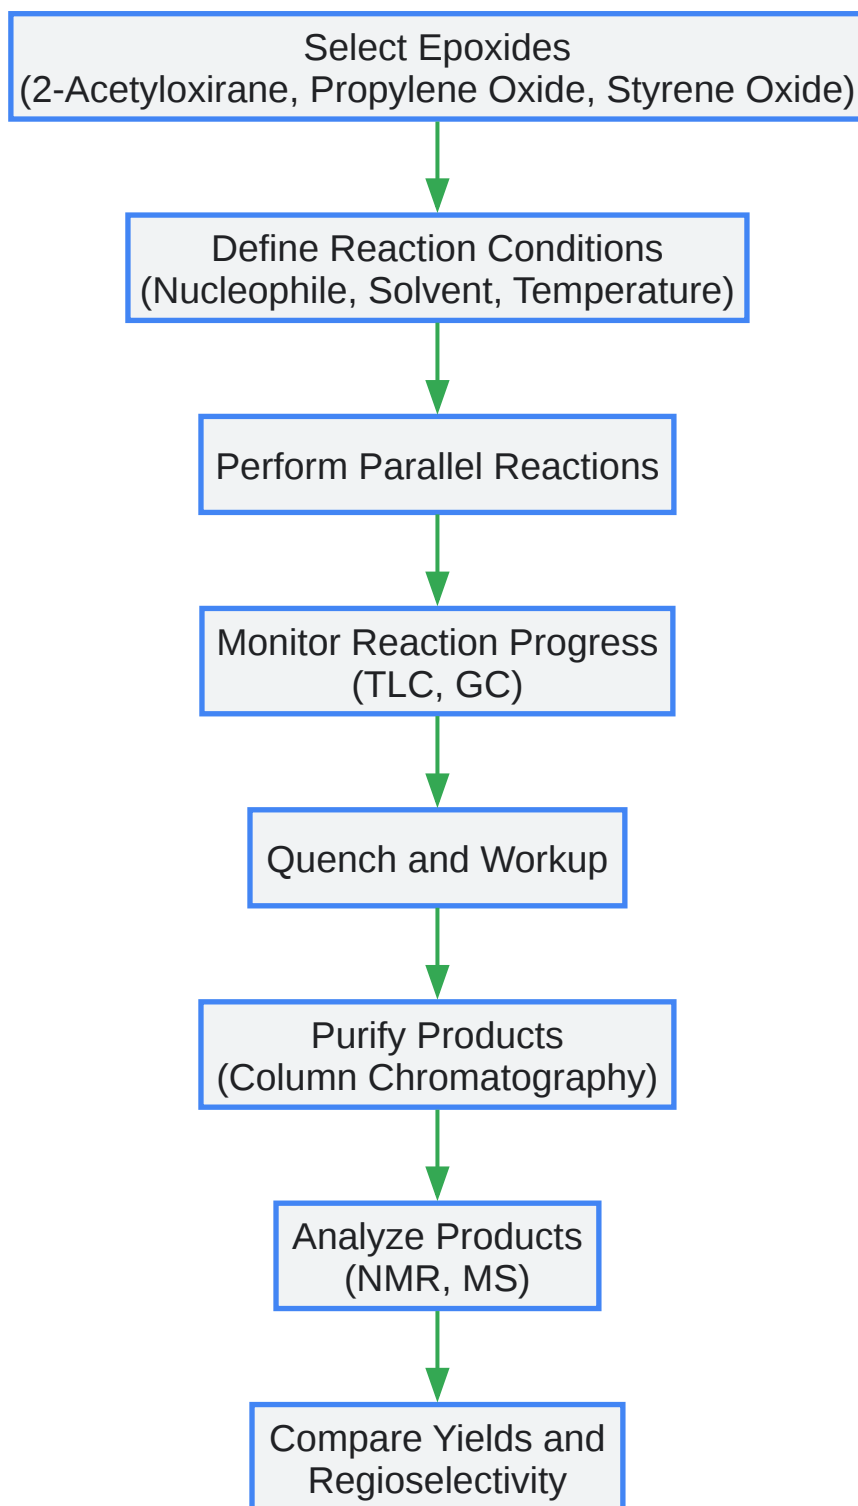 Select Epoxides
(2-Acetyloxirane, Propylene Oxide, Styrene Oxide)
Define Reaction Conditions
(Nucleophile, Solvent, Temperature)
Perform Parallel Reactions
Monitor Reaction Progress
(TLC, GC)
Quench and Workup
Purify Products
(Column Chromatography)
Analyze Products
(NMR, MS)
Compare Yields and
Regioselectivity